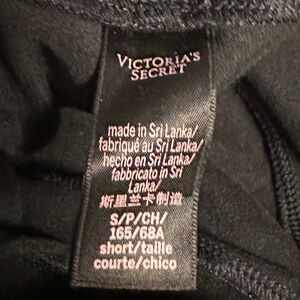 VICTORIA'S
SECRET
made in Sri Lanka/
fabriqué au Sri Lanka/
hecho en Sri Lanka/
fabbricato in Sri
Lanka/
斯里兰卡制造
S/P/CH/
165/68A
short/taille
courte/chico